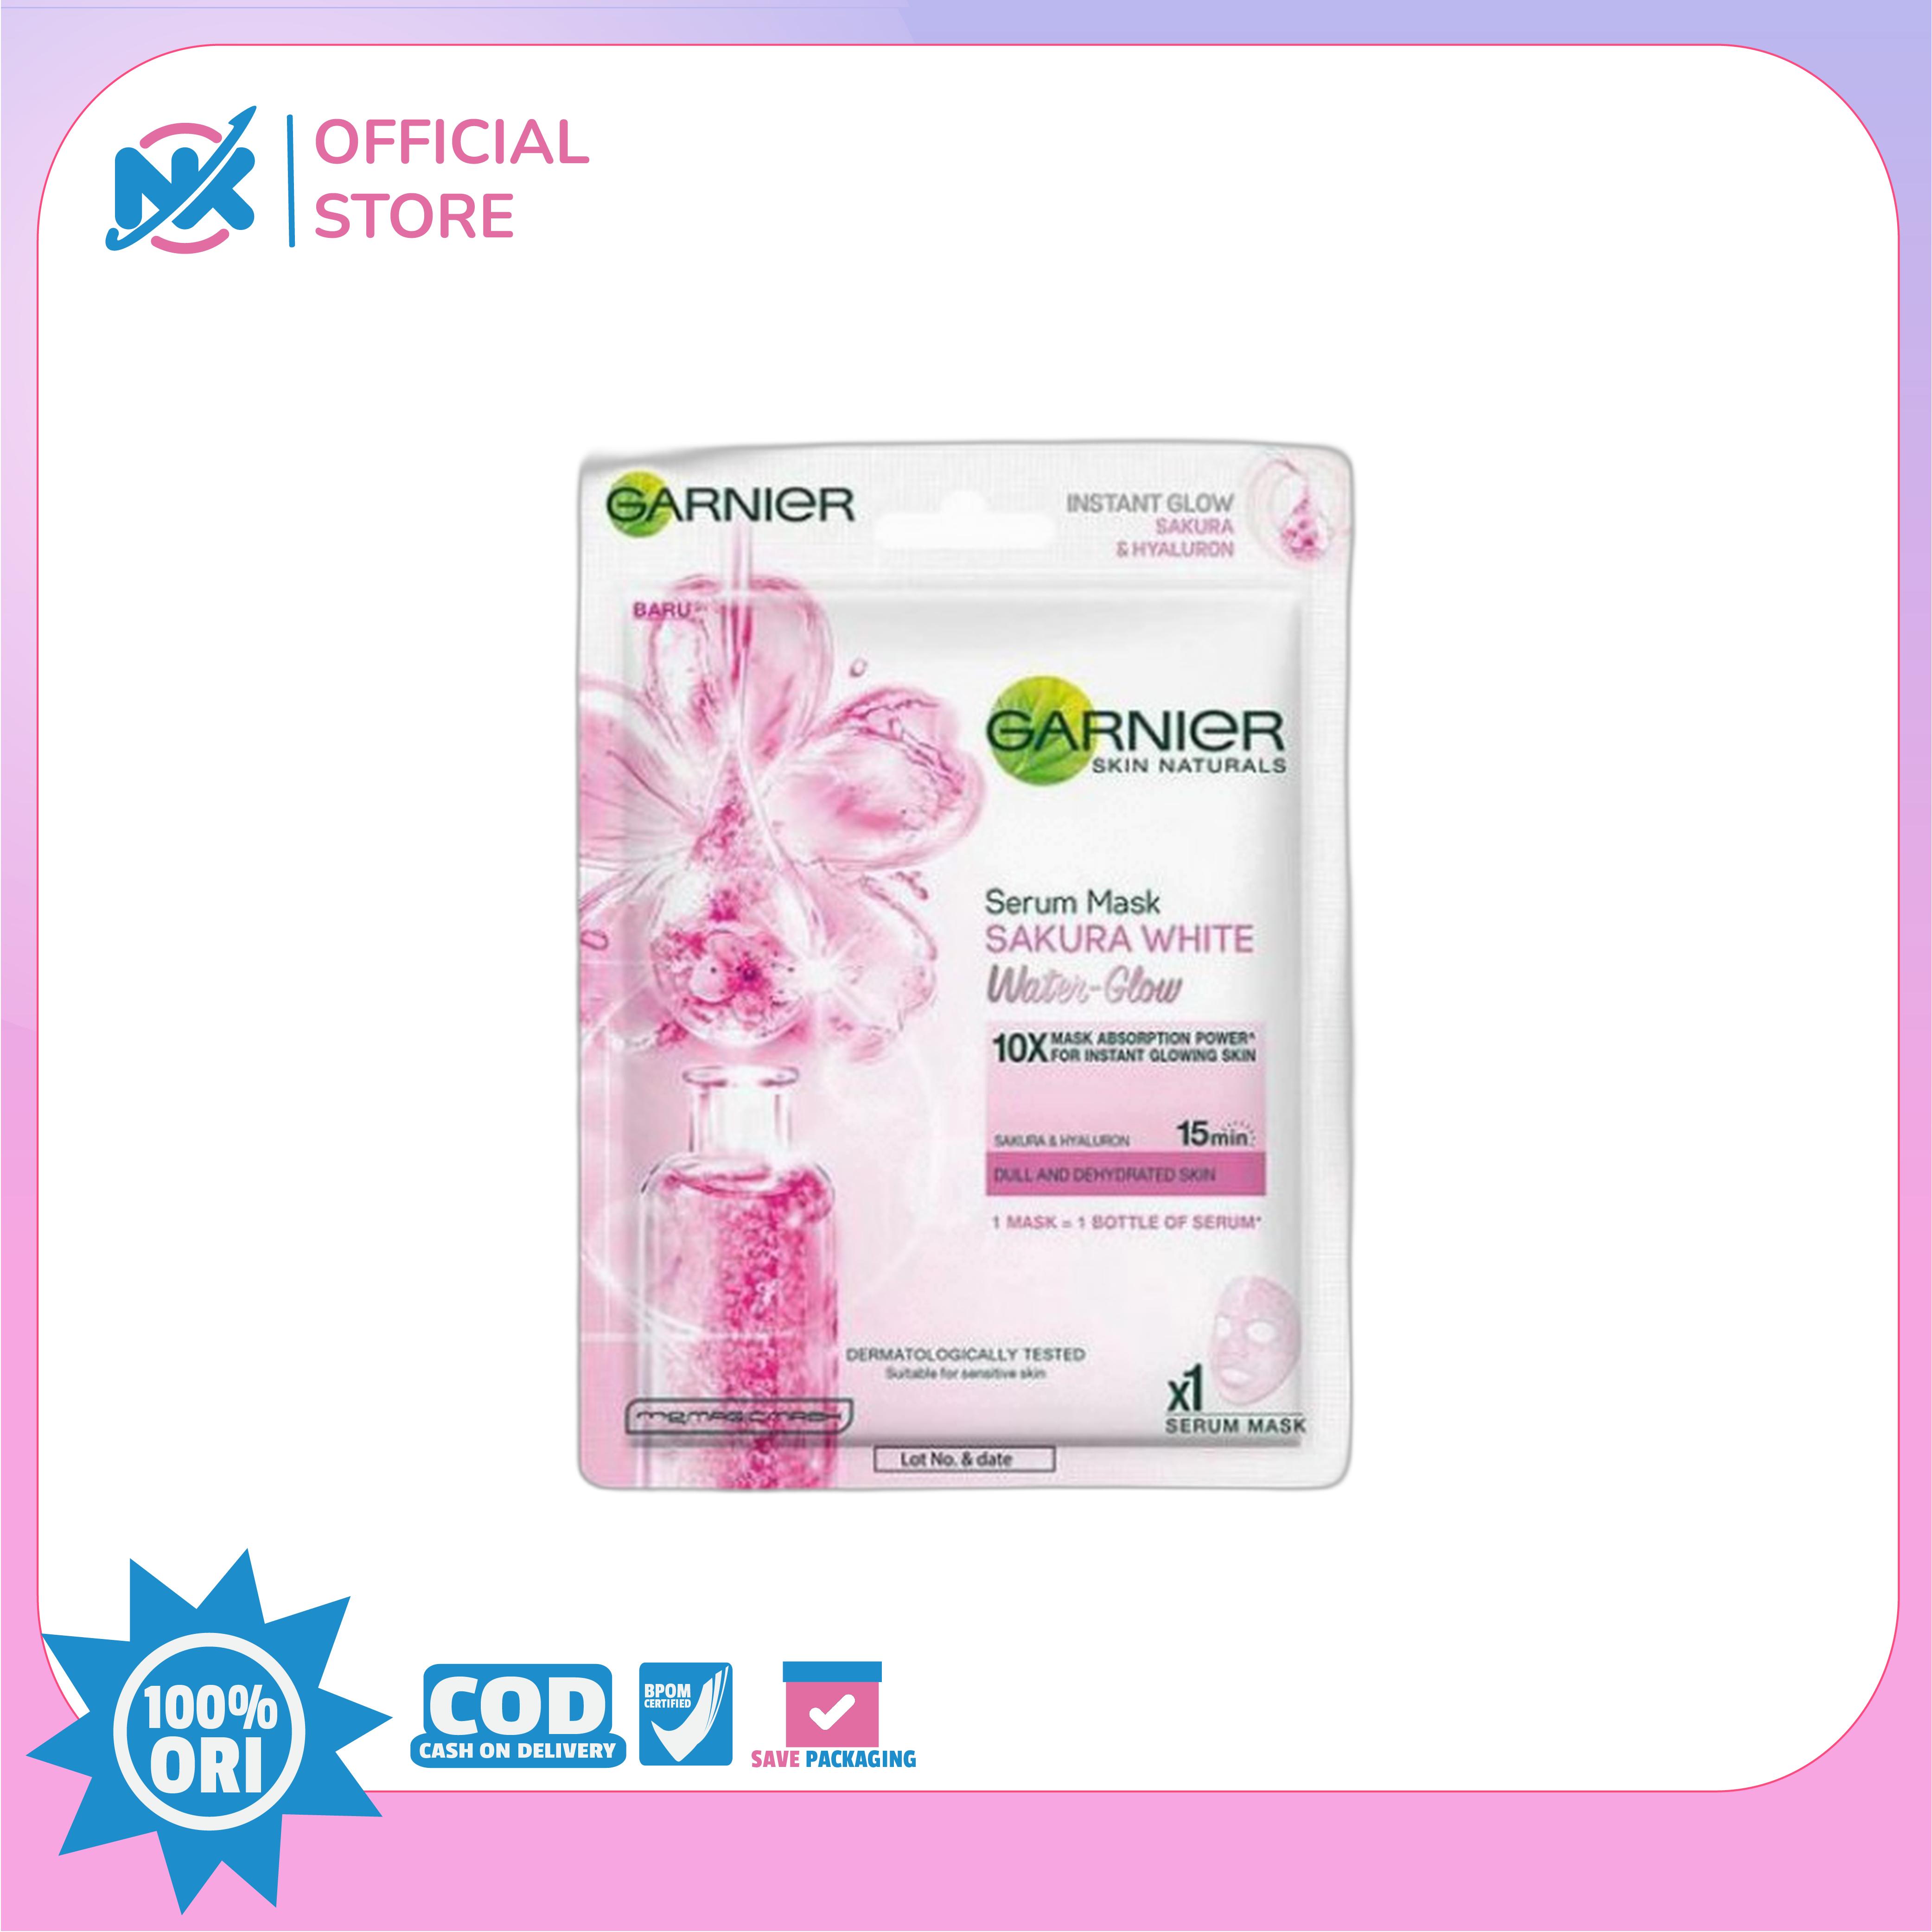 NK
OFFICIAL
STORE
GARNIER
INSTANT GLOW
SAKURA
& HYALURON
BARU
GARNIER
SKIN NATURALS
Serum Mask
SAKURA WHITE
Water-Glow
10X MASK ABSORPTION POWER^
FOR INSTANT GLOWING SKIN
SAKURA & HYALURON
15min
DULL AND DEHYDRATED SKIN
1 MASK = 1 BOTTLE OF SERUM*
DERMATOLOGICALLY TESTED
Suitable for sensitive skin
x1
SERUM MASK
Lot No. & date
100%
ORI
COD
CASH ON DELIVERY
BPOM
CERTIFIED
SAVE PACKAGING